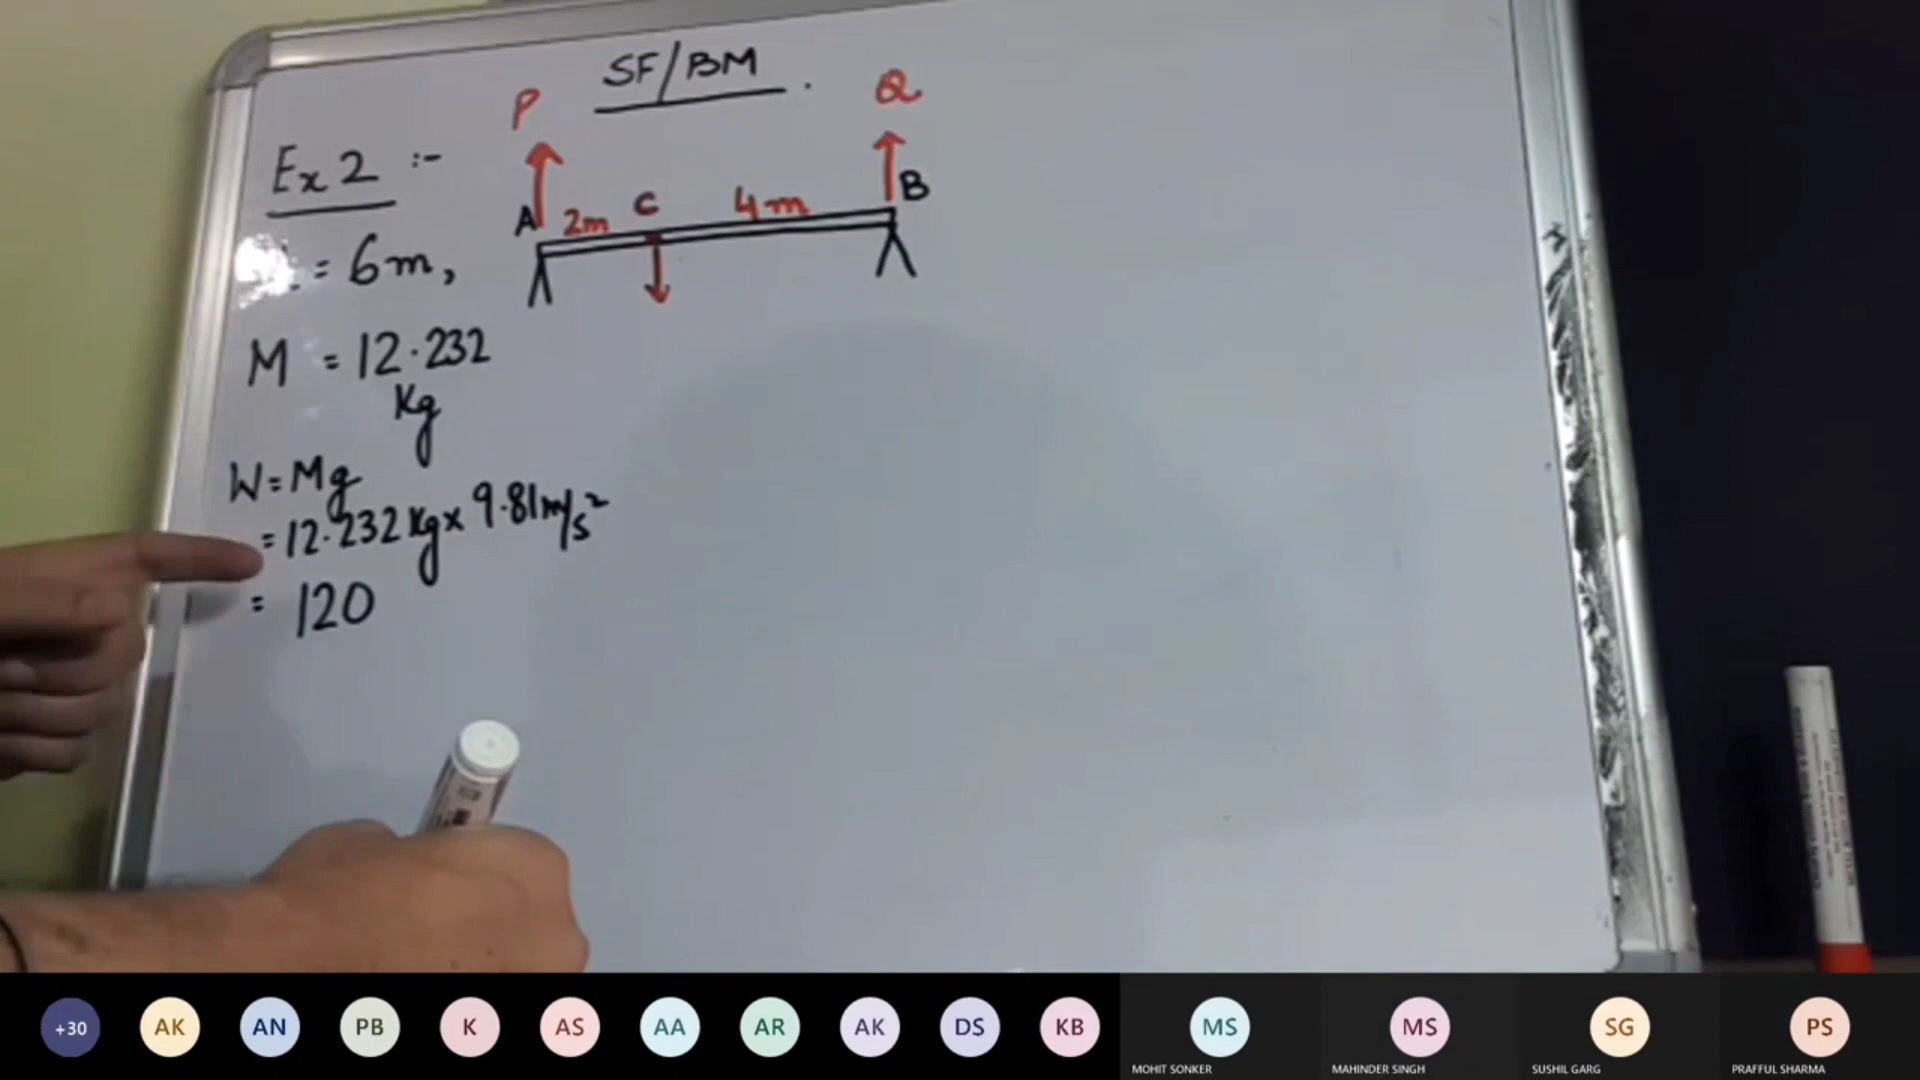 SF/BM
P
Q
Ex 2 :-
A
2m
C
4m
B
= 6m,
M = 12.232
Kg
W = Mg
= 12.232 Kg x 9.81 m/s²
= 120
+30
AK
AN
PB
K
AS
AA
AR
AK
DS
KB
MS
MS
SG
PS
MOHIT SONKER
MAHINDER SINGH
SUSHIL GARG
PRAFFUL SHARMA